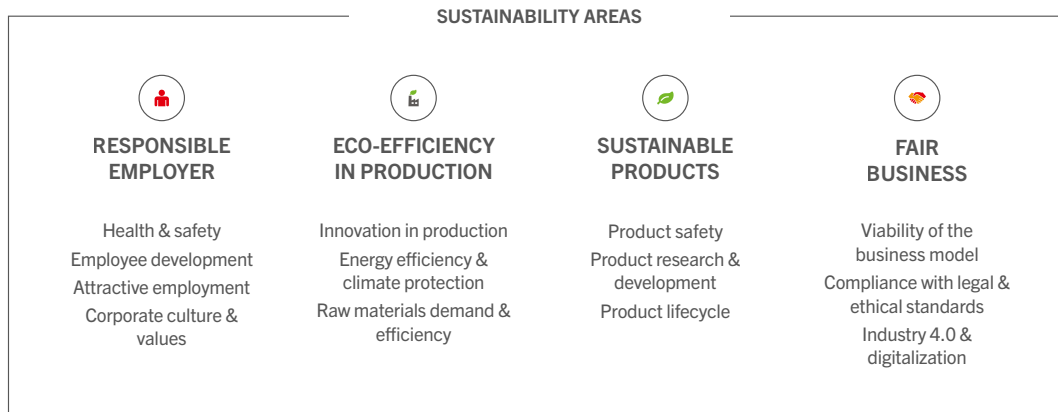 SUSTAINABILITY AREAS
RESPONSIBLE
EMPLOYER
Health & safety
Employee development
Attractive employment
Corporate culture &
values
ECO-EFFICIENCY
IN PRODUCTION
Innovation in production
Energy efficiency &
climate protection
Raw materials demand &
efficiency
SUSTAINABLE
PRODUCTS
Product safety
Product research &
development
Product lifecycle
FAIR
BUSINESS
Viability of the
business model
Compliance with legal &
ethical standards
Industry 4.0 &
digitalization